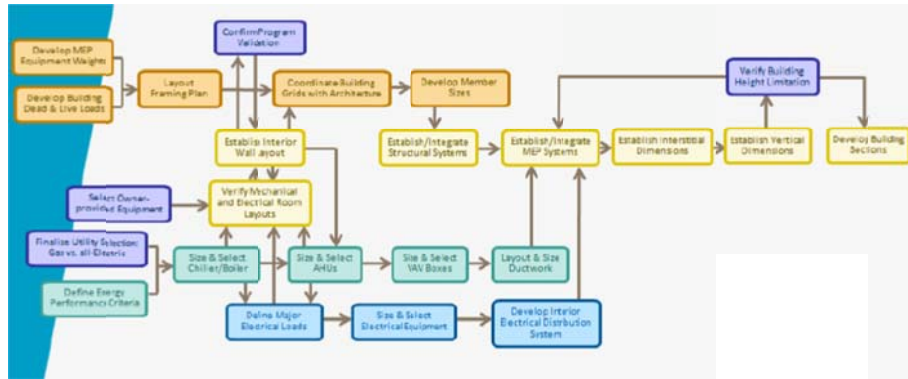 Confirm Program
Validation
Develop MEP
Equipment Weights
Develop Building
Dead & Live Loads
Layout
Framing Plan
Coordinate Building
Grids with Architecture
Develop Member
Sizes
Verify Building
Height Limitation
Establish Interior
Wall Layout
Establish/Integrate
Structural Systems
Establish/Integrate
MEP Systems
Establish Interstitial
Dimensions
Establish Vertical
Dimensions
Develop Building
Sections
Select Owner-
provided Equipment
Verify Mechanical
and Electrical Room
Layouts
Finalize Utility Selection:
Gas vs. all-Electric
Define Energy
Performance Criteria
Size & Select
Chiller/Boiler
Size & Select
AHUs
Size & Select
VAV Boxes
Layout & Size
Ductwork
Define Major
Electrical Loads
Size & Select
Electrical Equipment
Develop Interior
Electrical Distribution
System